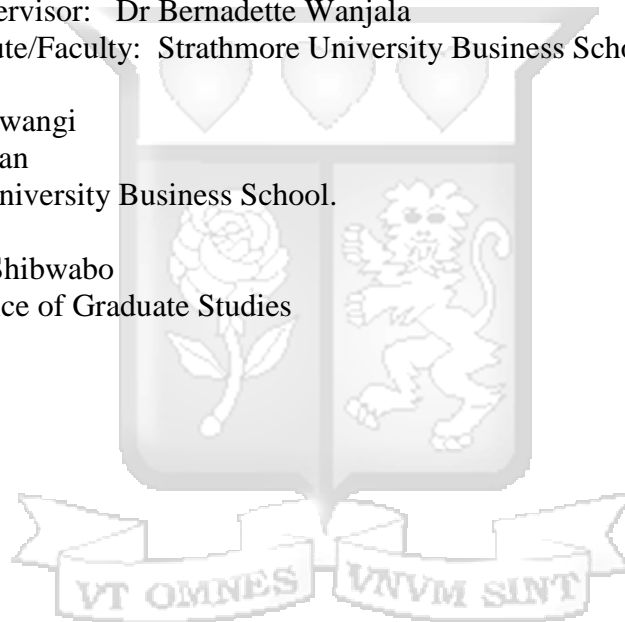 ervisor: Dr Bernadette Wanjala
ute/Faculty: Strathmore University Business Scho
wangi
an
niversity Business School.
Shibwabo
ice of Graduate Studies
VT OMNES VNVM SINT